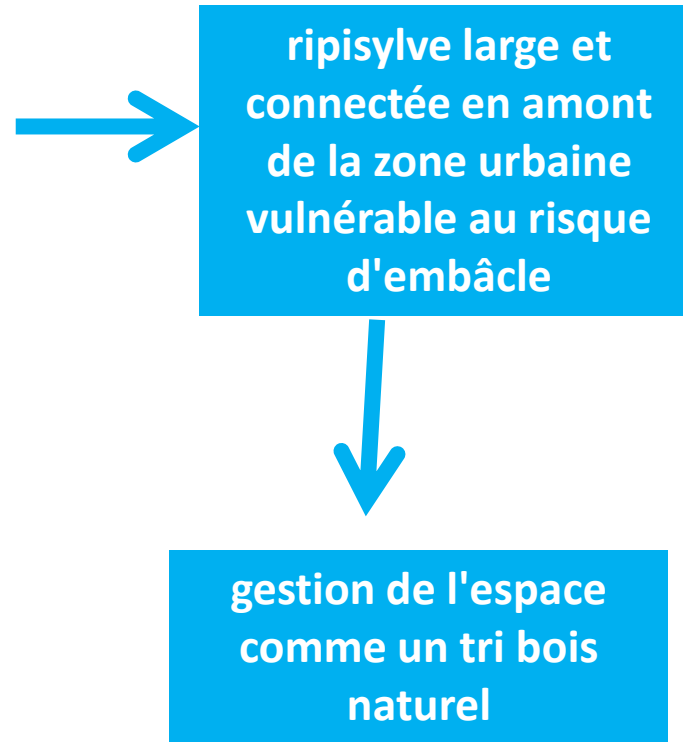 ripisylve large et
connectée en amont
de la zone urbaine
vulnérable au risque
d'embâcle
gestion de l'espace
comme un tri bois
naturel